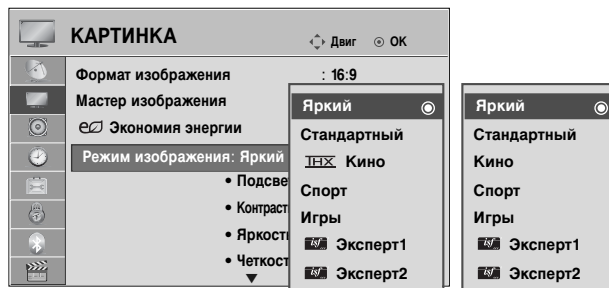 КАРТИНКА
Двиг
ОК
Формат изображения : 16:9
Мастер изображения
Экономия энергии
Режим изображения: Яркий
• Подсве
• Контраст
• Яркост
• Четкост
Яркий
Стандартный
THX Кино
Спорт
Игры
isf Эксперт1
isf Эксперт2
Яркий
Стандартный
Кино
Спорт
Игры
isf Эксперт1
isf Эксперт2